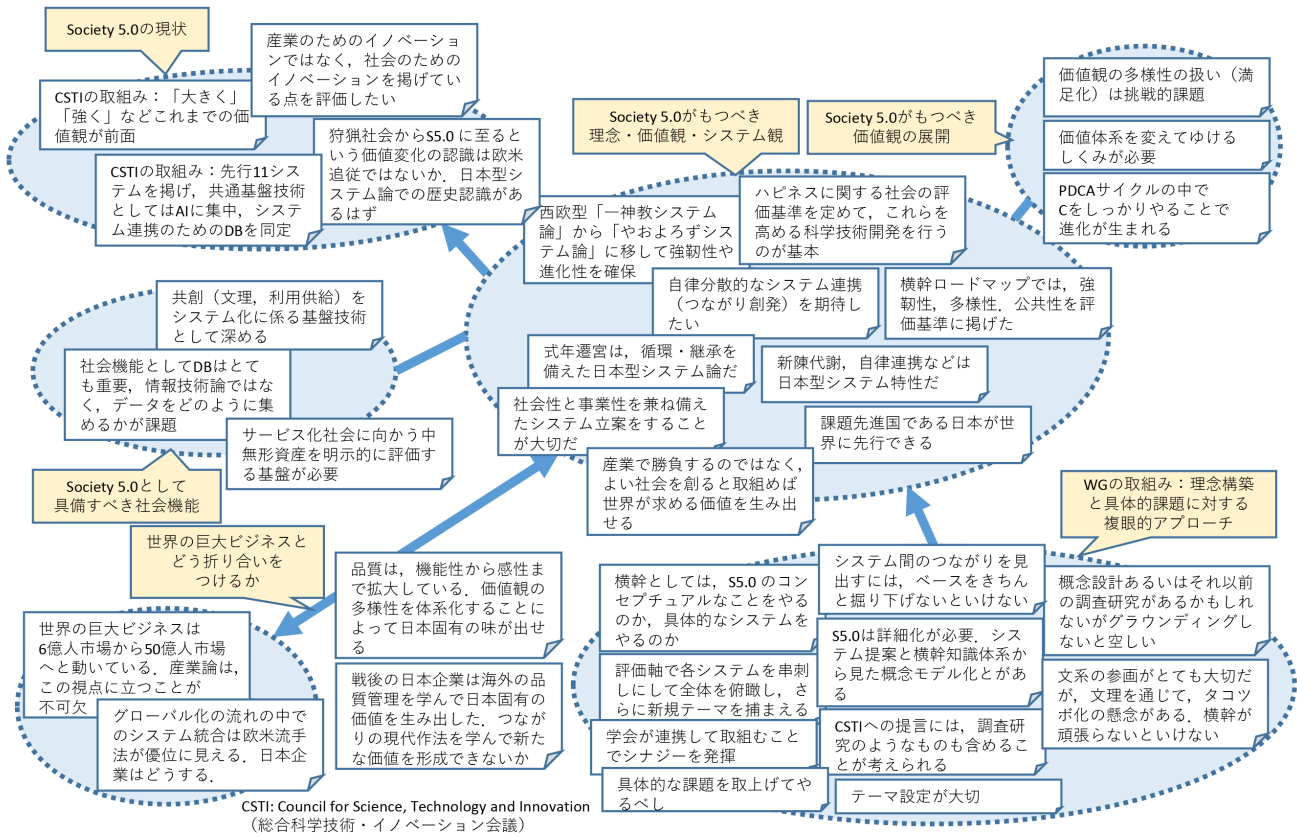 Society 5.0の現状
産業のためのイノベーショ
ンではなく，社会のための
イノベーションを掲げてい
る点を評価したい
CSTIの取組み：「大きく」
「強く」などこれまでの価
値観が前面
狩猟社会からS5.0 に至ると
いう価値変化の認識は欧米
追従ではないか．日本型シ
ステム論での歴史認識があ
るはず
CSTIの取組み：先行11シス
テムを掲げ，共通基盤技術
としてはAIに集中，システ
ム連携のためのDBを同定
Society 5.0がもつべき
理念・価値観・システム観
西欧型「一神教システム
論」から「やおよろずシス
テム論」に移して強靭性や
進化性を確保
ハピネスに関する社会の評
価基準を定めて，これらを
高める科学技術開発を行う
のが基本
自律分散的なシステム連携
（つながり創発）を期待し
たい
横幹ロードマップでは，強
靭性，多様性．公共性を評
価基準に掲げた
式年遷宮は，循環・継承を
備えた日本型システム論だ
新陳代謝，自律連携などは
日本型システム特性だ
社会性と事業性を兼ね備え
たシステム立案をすること
が大切だ
課題先進国である日本が世
界に先行できる
産業で勝負するのではなく，
よい社会を創ると取組めば
世界が求める価値を生み出
せる
Society 5.0がもつべき
価値観の展開
価値観の多様性の扱い（満
足化）は挑戦的課題
価値体系を変えてゆける
しくみが必要
PDCAサイクルの中で
Cをしっかりやることで
進化が生まれる
共創（文理，利用供給）を
システム化に係る基盤技術
として深める
社会機能としてDBはとて
も重要，情報技術論ではな
く，データをどのように集
めるかが課題
サービス化社会に向かう中
無形資産を明示的に評価す
る基盤が必要
Society 5.0として
具備すべき社会機能
世界の巨大ビジネスと
どう折り合いを
つけるか
世界の巨大ビジネスは
6億人市場から50億人市場
へと動いている．産業論は，
この視点に立つことが
不可欠
グローバル化の流れの中で
のシステム統合は欧米流手
法が優位に見える．日本企
業はどうする．
品質は，機能性から感性ま
で拡大している．価値観の
多様性を体系化することに
よって日本固有の味が出せ
る
戦後の日本企業は海外の品
質管理を学んで日本固有の
価値を生み出した．つなが
りの現代作法を学んで新た
な価値を形成できないか
WGの取組み：理念構築
と具体的課題に対する
複眼的アプローチ
横幹としては，S5.0 のコン
セプチュアルなことをやる
のか，具体的なシステムを
やるのか
評価軸で各システムを串刺
しにして全体を俯瞰し，さ
らに新規テーマを捕まえる
学会が連携して取組むこと
でシナジーを発揮
具体的な課題を取上げてや
るべし
システム間のつながりを見
出すには，ベースをきちん
と掘り下げないといけない
S5.0は詳細化が必要．シス
テム提案と横幹知識体系か
ら見た概念モデル化とがあ
る
CSTIへの提言には，調査研
究のようなものも含めるこ
とが考えられる
テーマ設定が大切
概念設計あるいはそれ以前
の調査研究があるかもしれ
ないがグラウンディングし
ないと空しい
文系の参画がとても大切だ
が，文理を通じて，タコツ
ボ化の懸念がある．横幹が
頑張らないといけない
CSTI: Council for Science, Technology and Innovation
（総合科学技術・イノベーション会議）